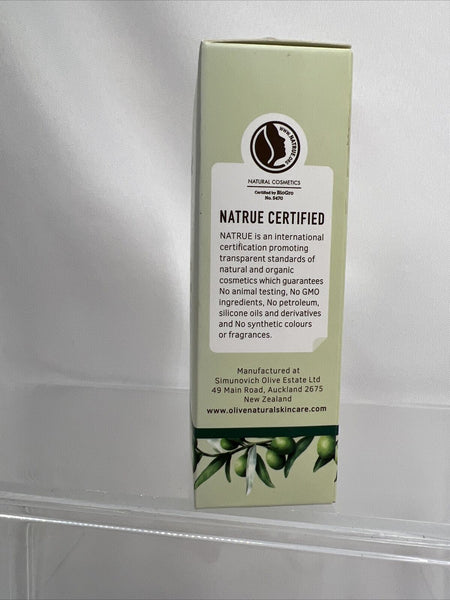 WWW.NATRUE.ORG
NATURAL COSMETICS
Certified by BioGro
No. 5470
NATRUE CERTIFIED
NATRUE is an international
certification promoting
transparent standards of
natural and organic
cosmetics which guarantees
No animal testing, No GMO
ingredients, No petroleum,
silicone oils and derivatives
and No synthetic colours
or fragrances.
Manufactured at
Simunovich Olive Estate Ltd
49 Main Road, Auckland 2675
New Zealand
www.olivenaturalskincare.com